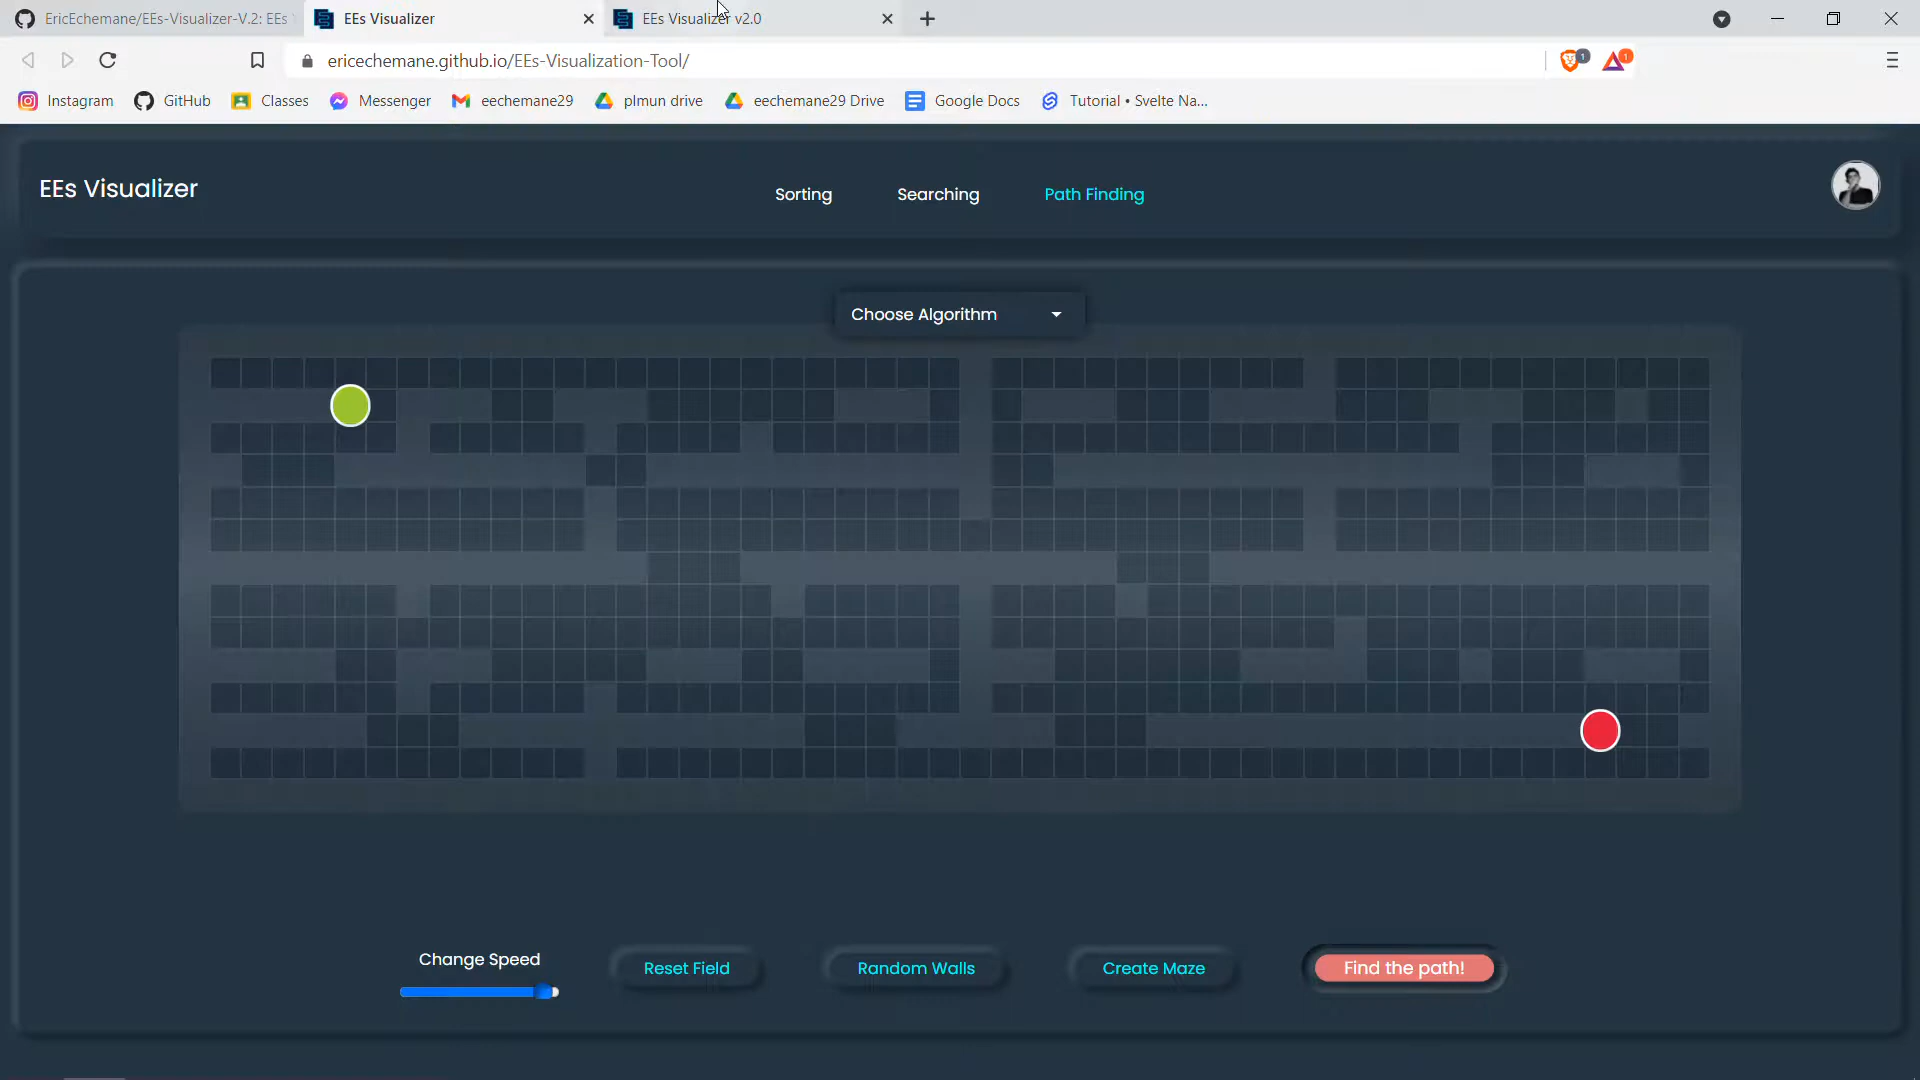 EricEchemane/EEs-Visualizer-V.2: EEs
EEs Visualizer
EEs Visualizer v2.0
ericechemane.github.io/EEs-Visualization-Tool/
1
1
Instagram
GitHub
Classes
Messenger
eechemane29
plmun drive
eechemane29 Drive
Google Docs
Tutorial • Svelte Na...
EEs Visualizer
Sorting
Searching
Path Finding
Choose Algorithm
Change Speed
Reset Field
Random Walls
Create Maze
Find the path!